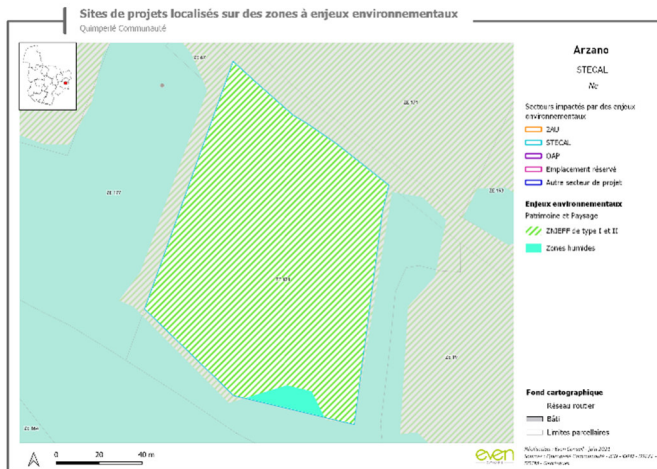 Sites de projets localisés sur des zones à enjeux environnementaux
Quimperlé Communauté
Arzano
STECAL
Secteurs impactés par des enjeux
environnementaux
2AU
STECAL
OAP
Emplacement réservé
Autre secteur de projet
Enjeux environnementaux
Patrimoine et Paysage
ZNIEFF de type I et II
Zones humides
Fond cartographique
Réseau routier
Bâti
Limites parcellaires
0 20 40 m
even